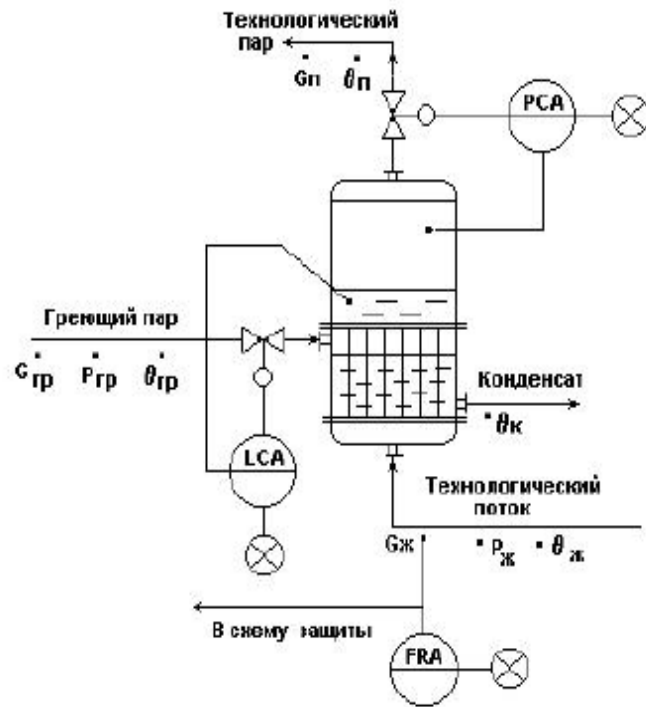 Технологический
пар
Gп θп
PCA
Греющий пар
Gгр Pгр θгр
Конденсат
θк
LCA
Технологический
поток
Gж Pж θж
В схему защиты
FRA